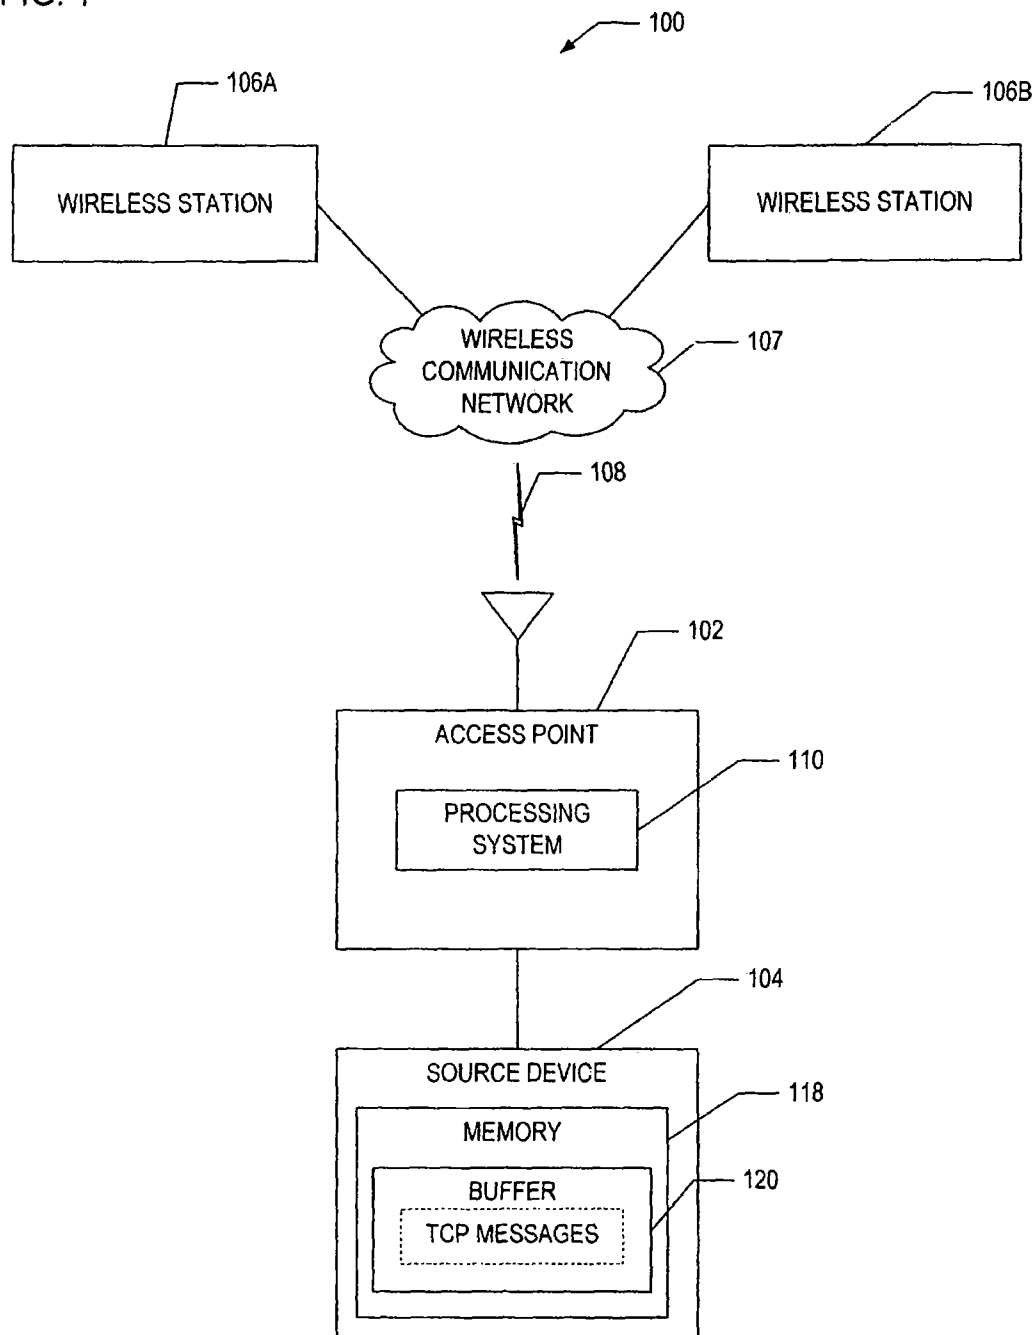 100
106A
106B
WIRELESS STATION
WIRELESS STATION
WIRELESS
COMMUNICATION
NETWORK
107
108
102
ACCESS POINT
110
PROCESSING
SYSTEM
104
SOURCE DEVICE
118
MEMORY
120
BUFFER
TCP MESSAGES